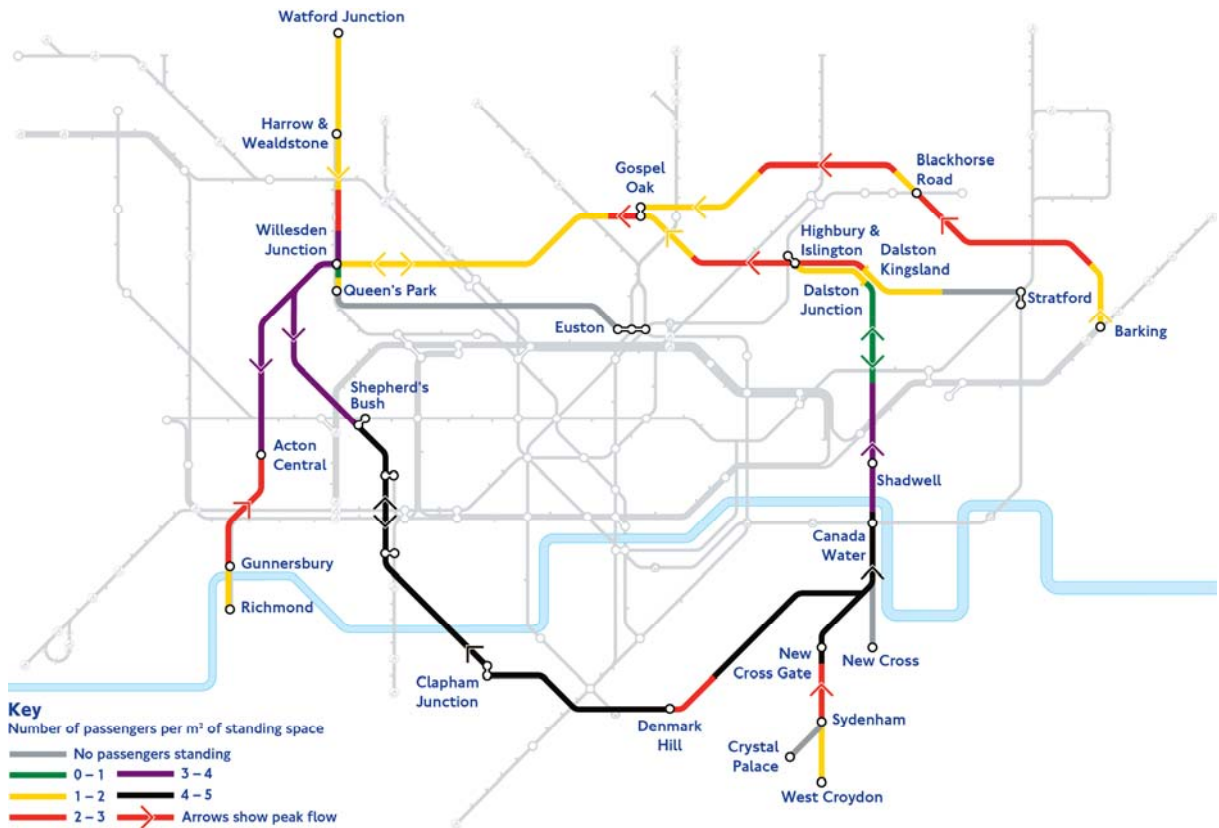 Watford Junction
Harrow &
Wealdstone
Willesden
Junction
Queen's Park
Euston
Gospel
Oak
Blackhorse
Road
Highbury &
Islington
Dalston
Kingsland
Dalston
Junction
Stratford
Barking
Shepherd's
Bush
Acton
Central
Shadwell
Canada
Water
Gunnersbury
Richmond
Clapham
Junction
Denmark
Hill
New
Cross Gate
New Cross
Sydenham
Crystal
Palace
West Croydon
Key
Number of passengers per m² of standing space
No passengers standing
0 – 1
3 – 4
1 – 2
4 – 5
2 – 3
Arrows show peak flow